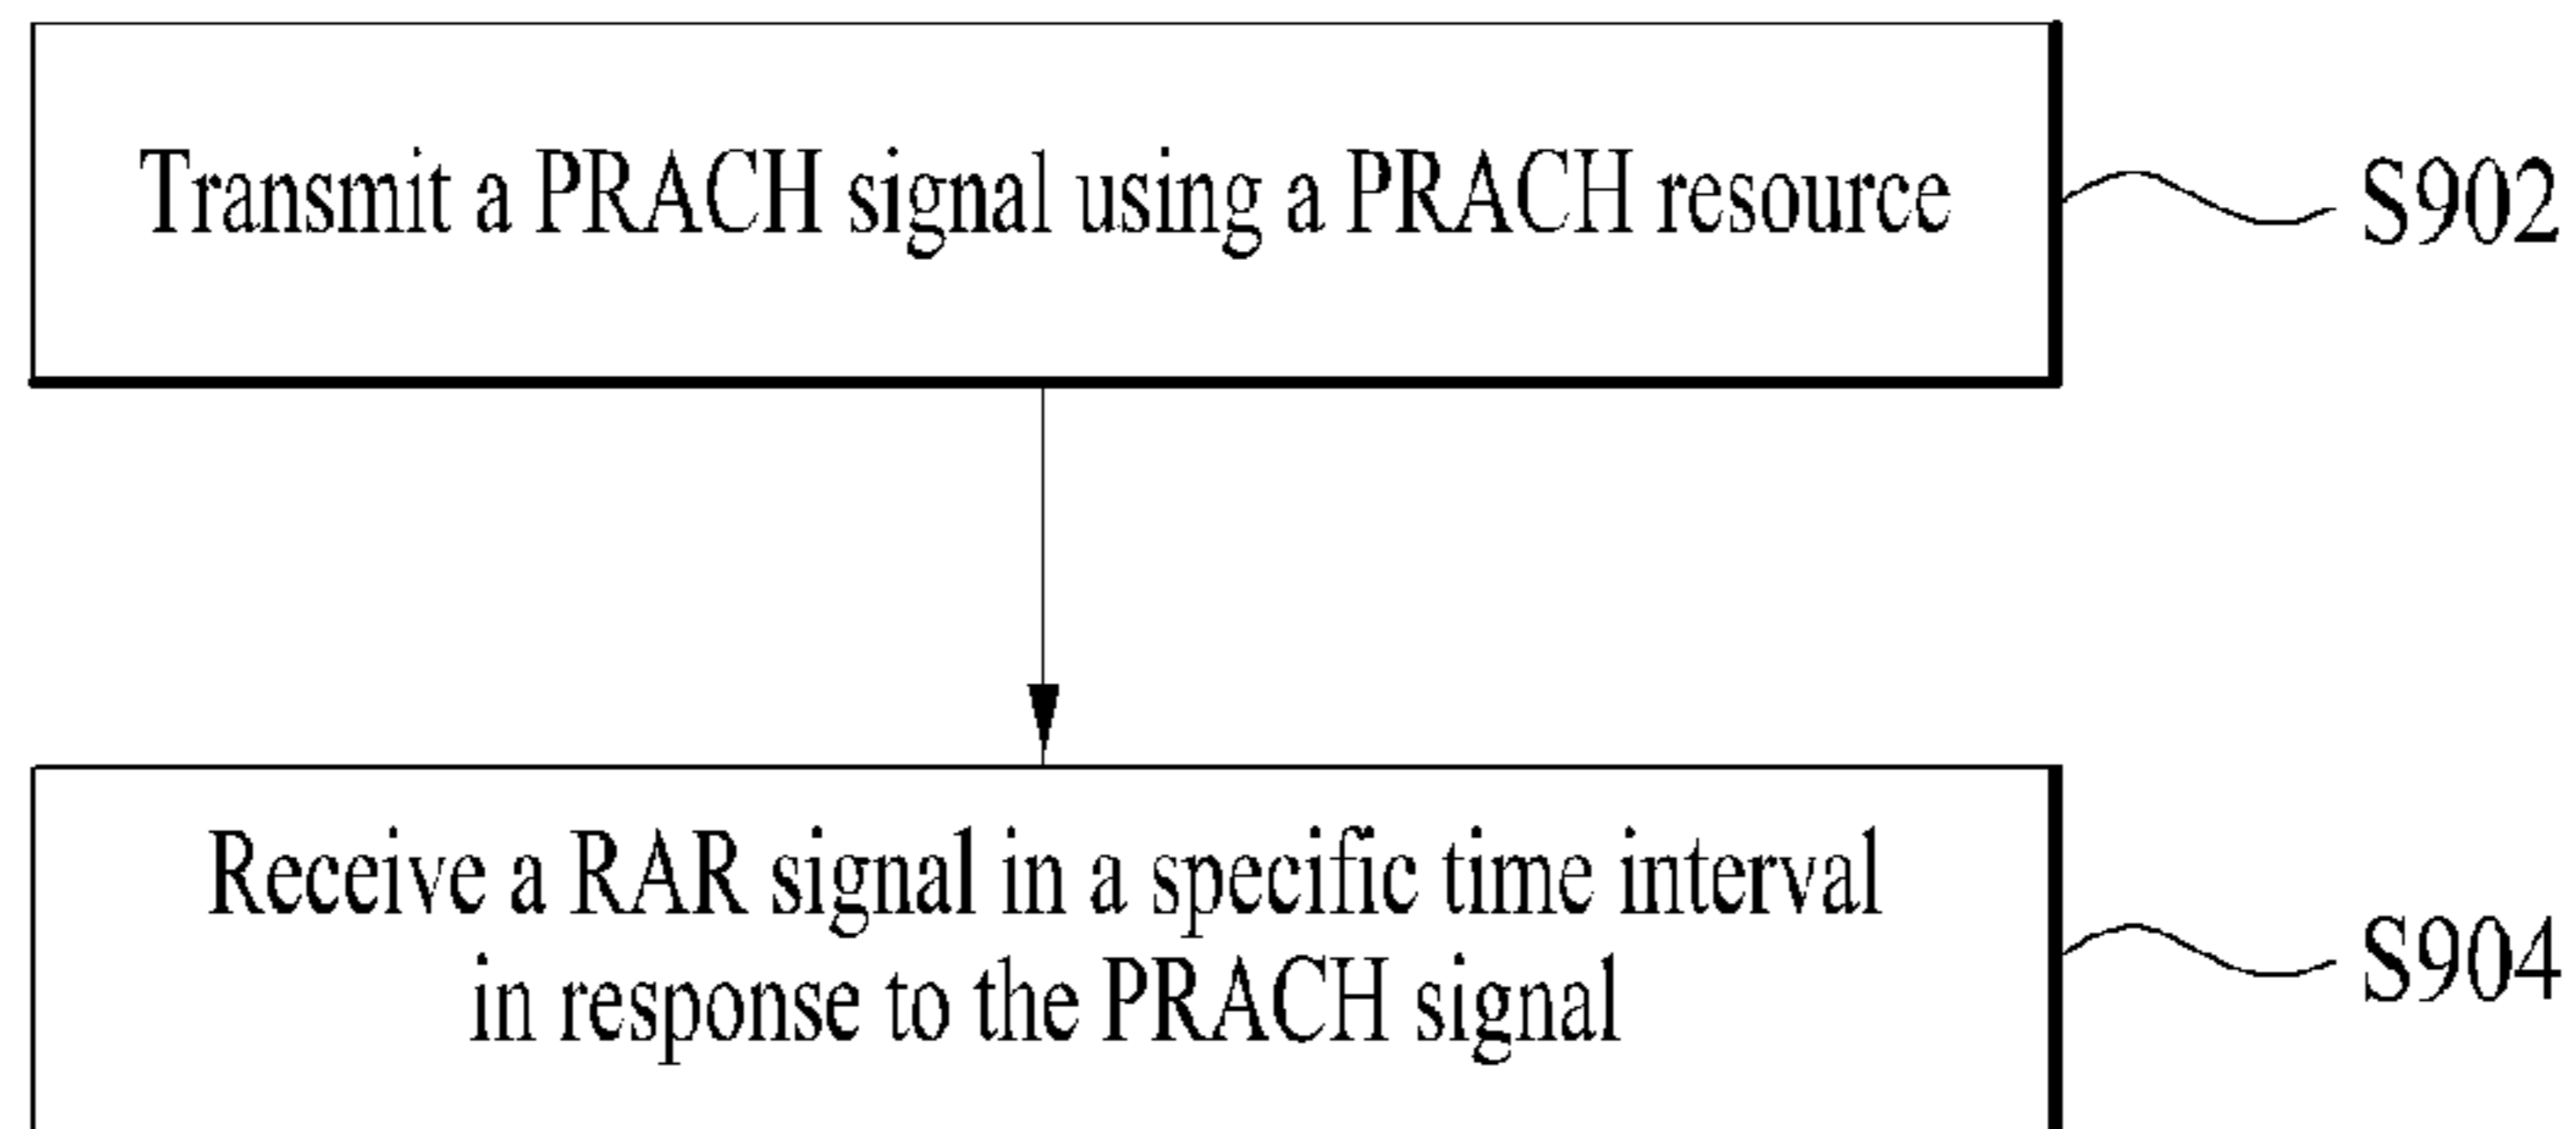 Transmit a PRACH signal using a PRACH resource
S902
Receive a RAR signal in a specific time interval
in response to the PRACH signal
S904